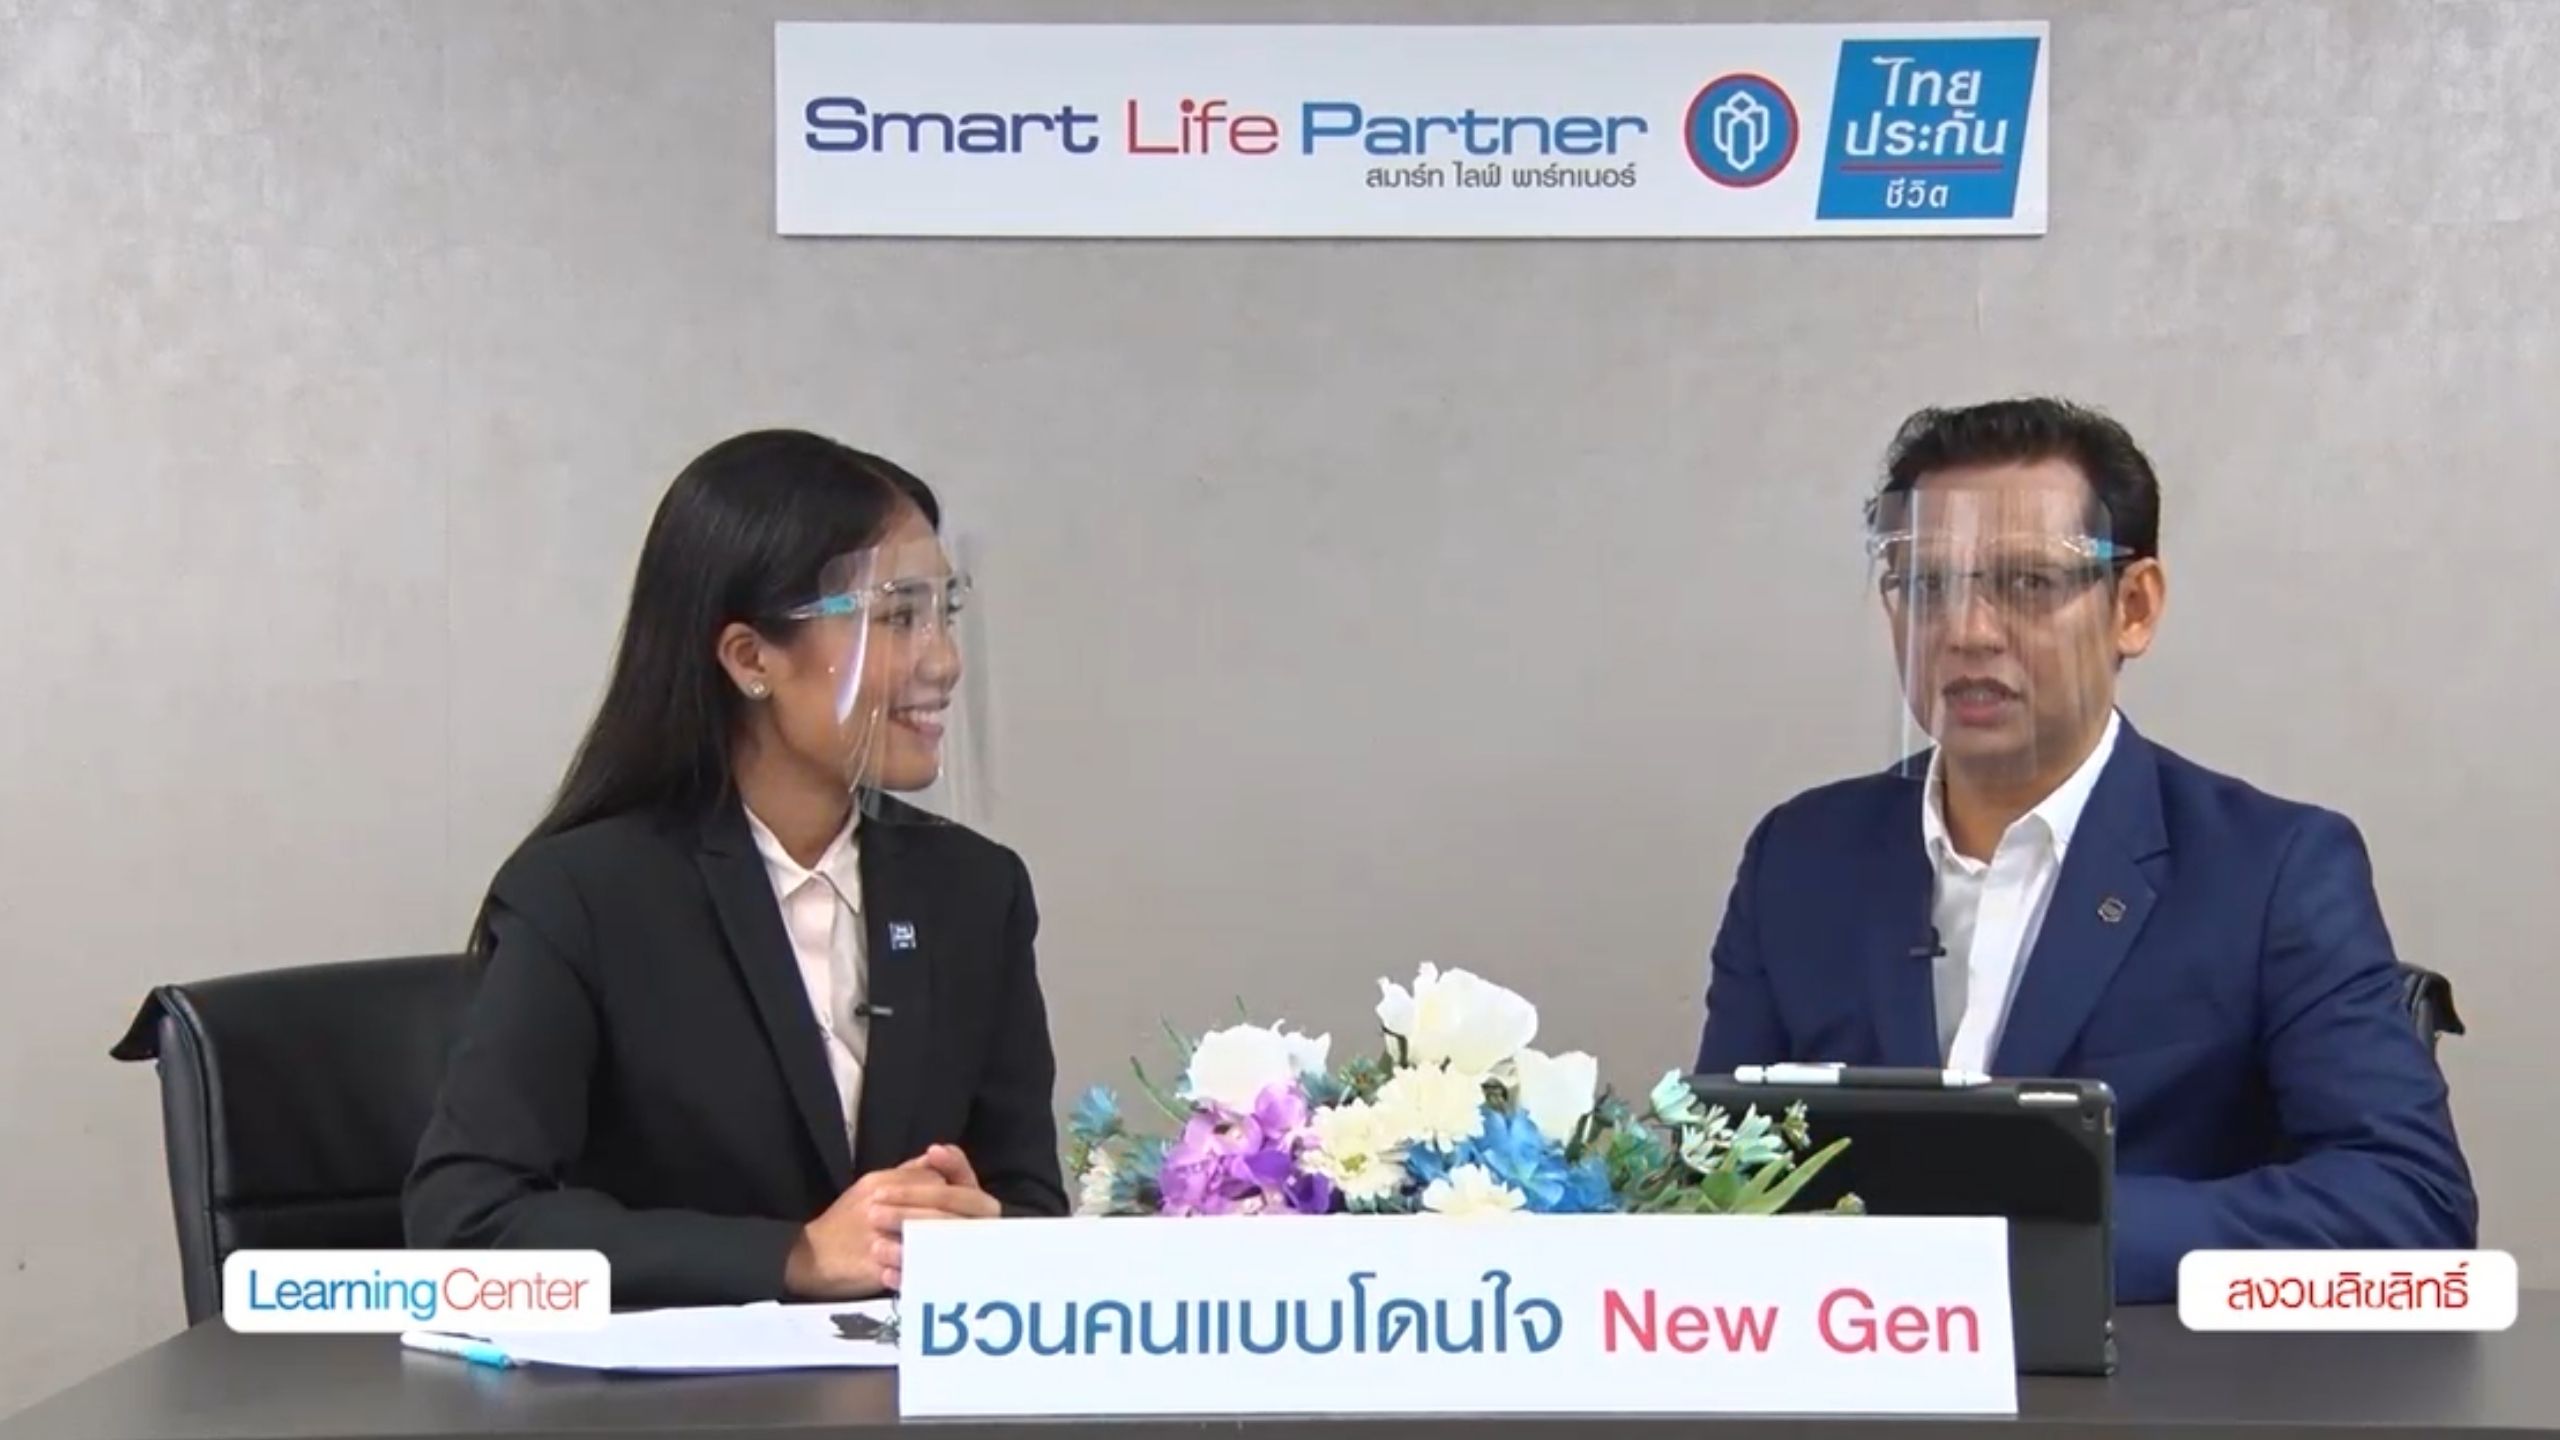 Smart Life Partner
สมาร์ท ไลฟ์ พาร์ทเนอร์
ไทย
ประกัน
ชีวิต
LearningCenter
ชวนคนแบบโดนใจ New Gen
สงวนลิขสิทธิ์